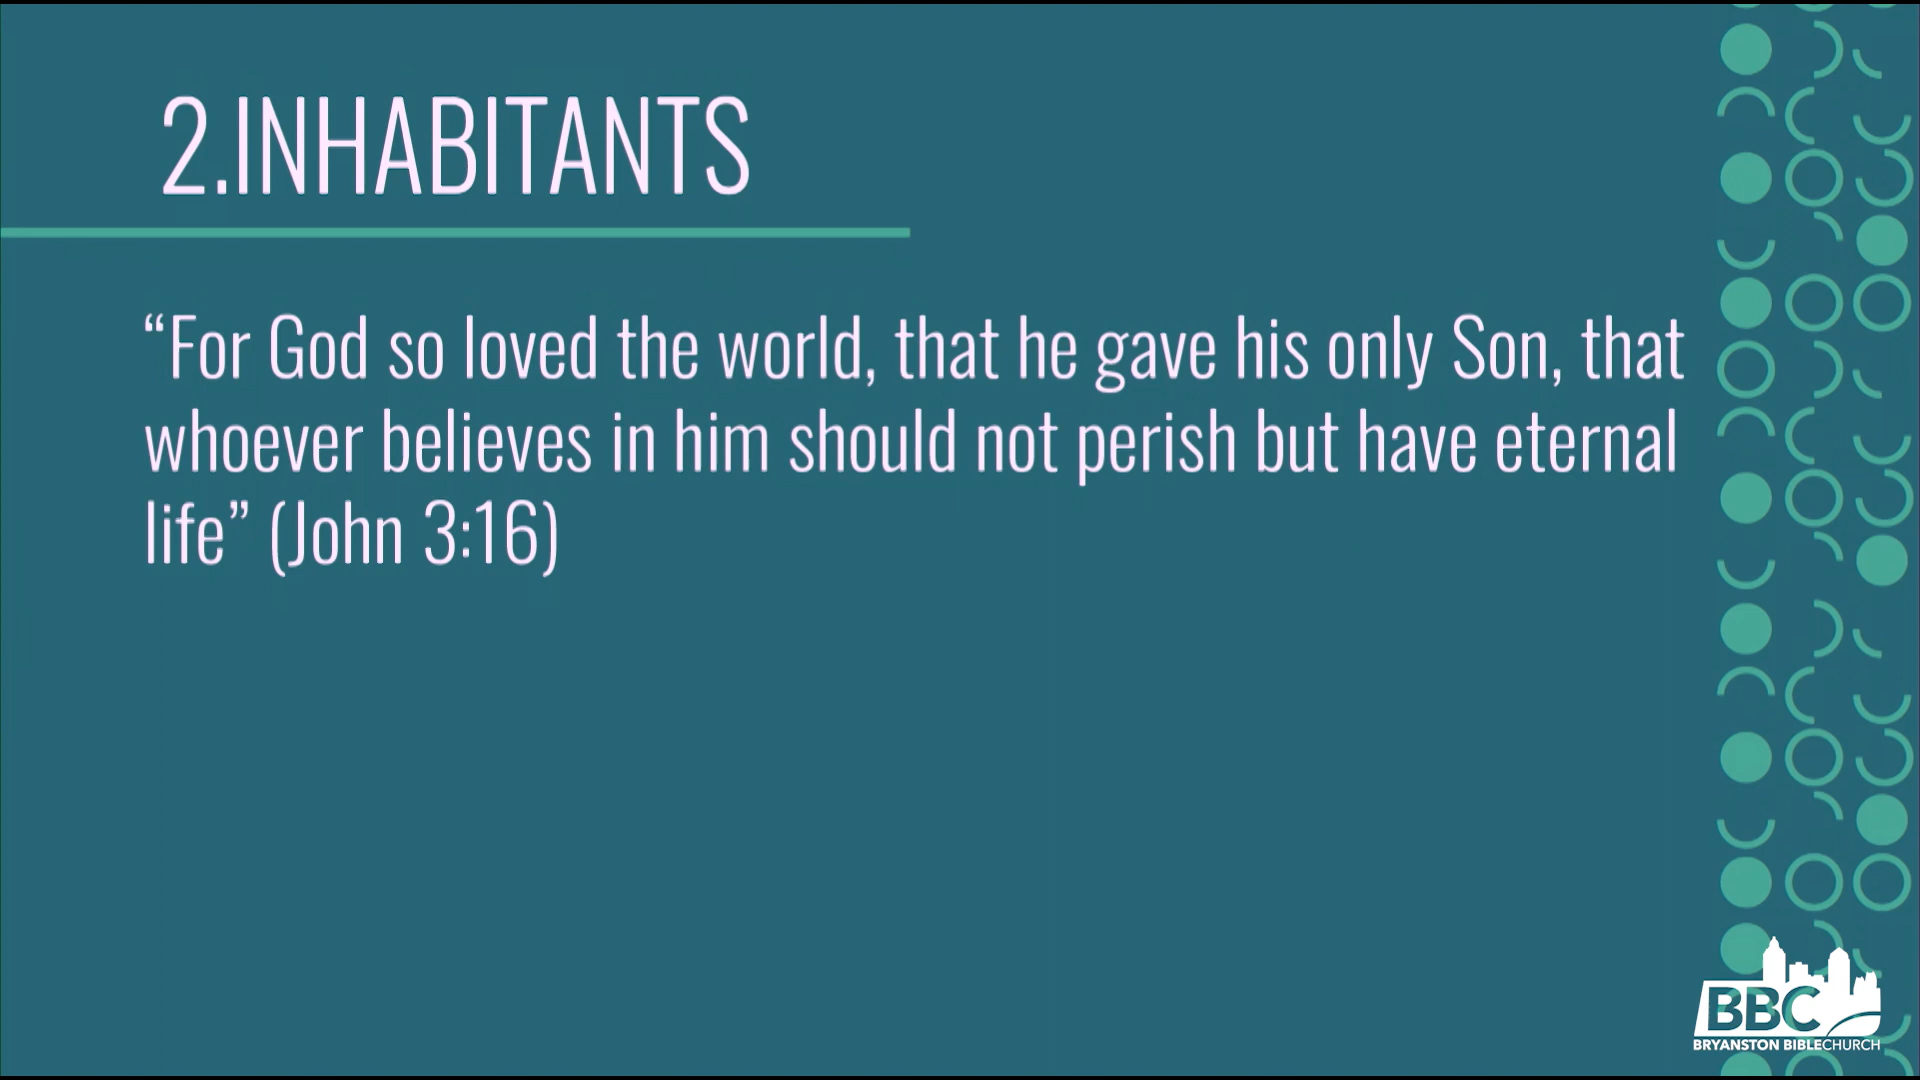 2.INHABITANTS
“For God so loved the world, that he gave his only Son, that
whoever believes in him should not perish but have eternal
life” (John 3:16)
BBC
BRYANSTON BIBLECHURCH